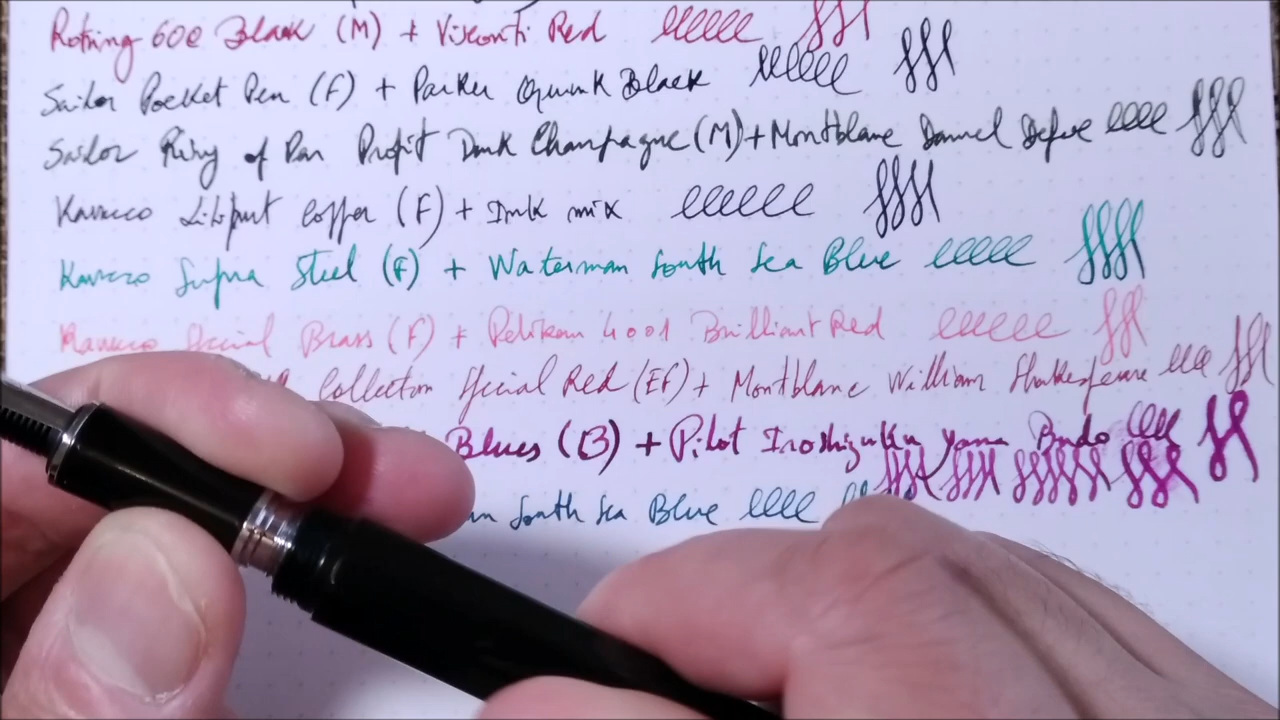 Rotring 600 Black (M) + Visconti Red
Sailor Pocket Pen (F) + Parker Quink Black
Sailor King of Pen Profit Dark Champagne (M) + Montblanc Daniel Defoe
Kaweco Liliput Copper (F) + Ink mix
Kaweco Supra Steel (F) + Waterman South Sea Blue
Kaweco Special Brass (F) + Pelikan 4001 Brilliant Red
Collection Special Red (EF) + Montblanc William Shakespeare
Blues (B) + Pilot Iroshizuku Yama Budo
South Sea Blue